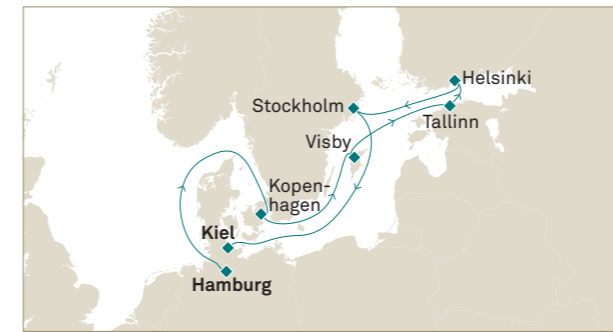 Helsinki
Stockholm
Tallinn
Visby
Kopen-
hagen
Kiel
Hamburg